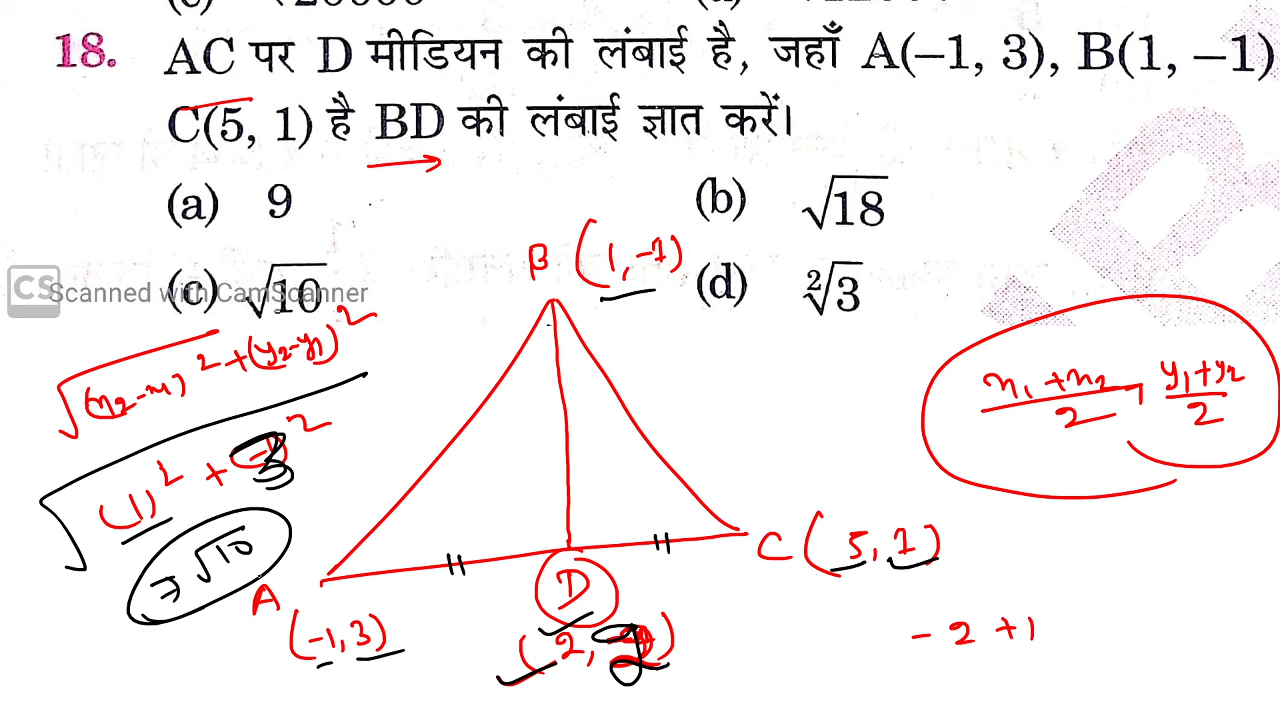 18. AC पर D मीडियन की लंबाई है, जहाँ A(–1, 3), B(1, –1)
C(5, 1) है BD की लंबाई ज्ञात करें।
(a) 9 (b) √18
(c) √10 (d) ²√3
CS Scanned with CamScanner
B (1, -1)
√(x₂-x₁)² + (y₂-y₁)²
x₁+x₂/2, y₁+y₂/2
√(1)² + 3²
⇒ √10
C (5, 1)
D
A
(-1, 3)
(2, 2)
- 2 + 1